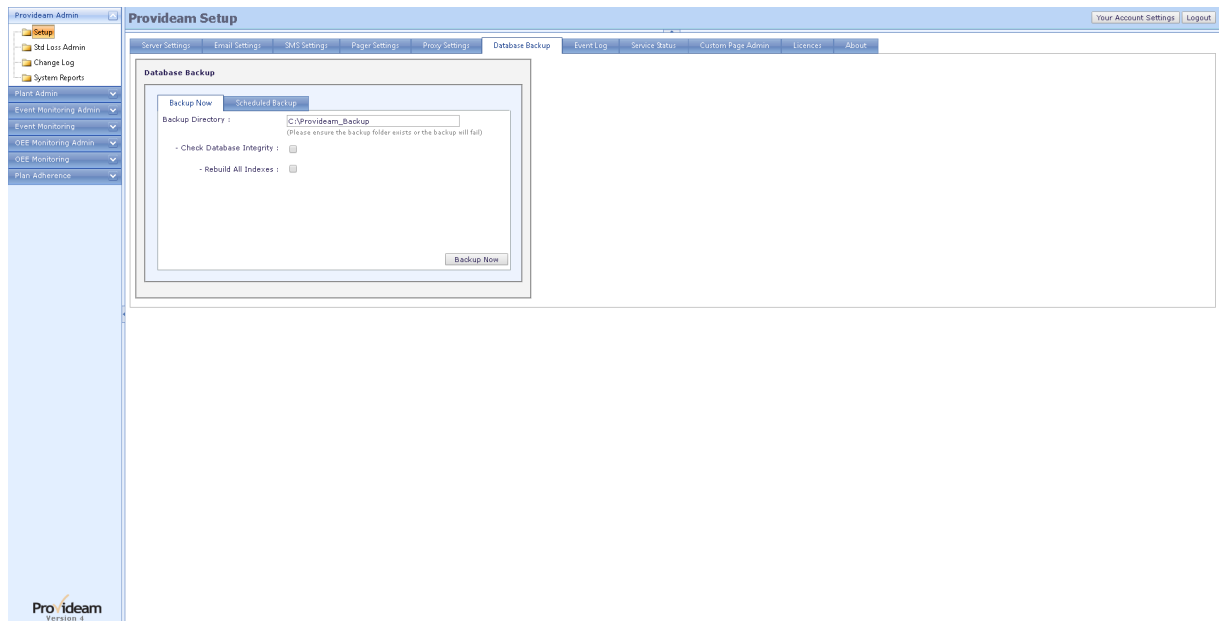 Provideam Admin
Setup
Std Loss Admin
Change Log
System Reports
Plant Admin
Event Monitoring Admin
Event Monitoring
OEE Monitoring Admin
OEE Monitoring
Plan Adherence
Provideam
Version 4
Provideam Setup
Your Account Settings Logout
Server Settings Email Settings SMS Settings Pager Settings Proxy Settings Database Backup Event Log Service Status Custom Page Admin Licences About
Database Backup
Backup Now Scheduled Backup
Backup Directory : C:\Provideam_Backup
(Please ensure the backup folder exists or the backup will fail)
- Check Database Integrity :
- Rebuild All Indexes :
Backup Now